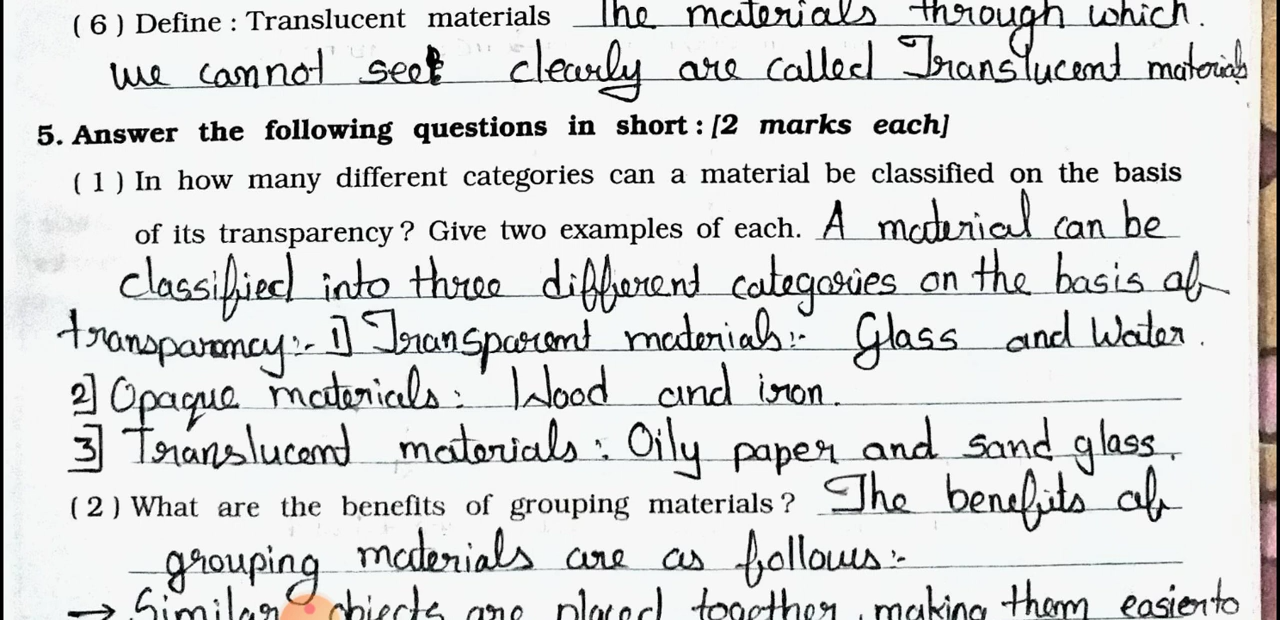 ( 6 ) Define : Translucent materials The materials through which.
we cannot see clearly are called Translucent materials
5. Answer the following questions in short : [2 marks each]
( 1 ) In how many different categories can a material be classified on the basis
of its transparency ? Give two examples of each. A material can be
classified into three different categories on the basis of
transparency:- 1] Transparent materials:- Glass and Water.
2] Opaque materials: Wood and iron.
3] Translucent materials: Oily paper and sand glass.
( 2 ) What are the benefits of grouping materials ? The benefits of
grouping materials are as follows:-
→ Similar objects are placed together, making them easier to